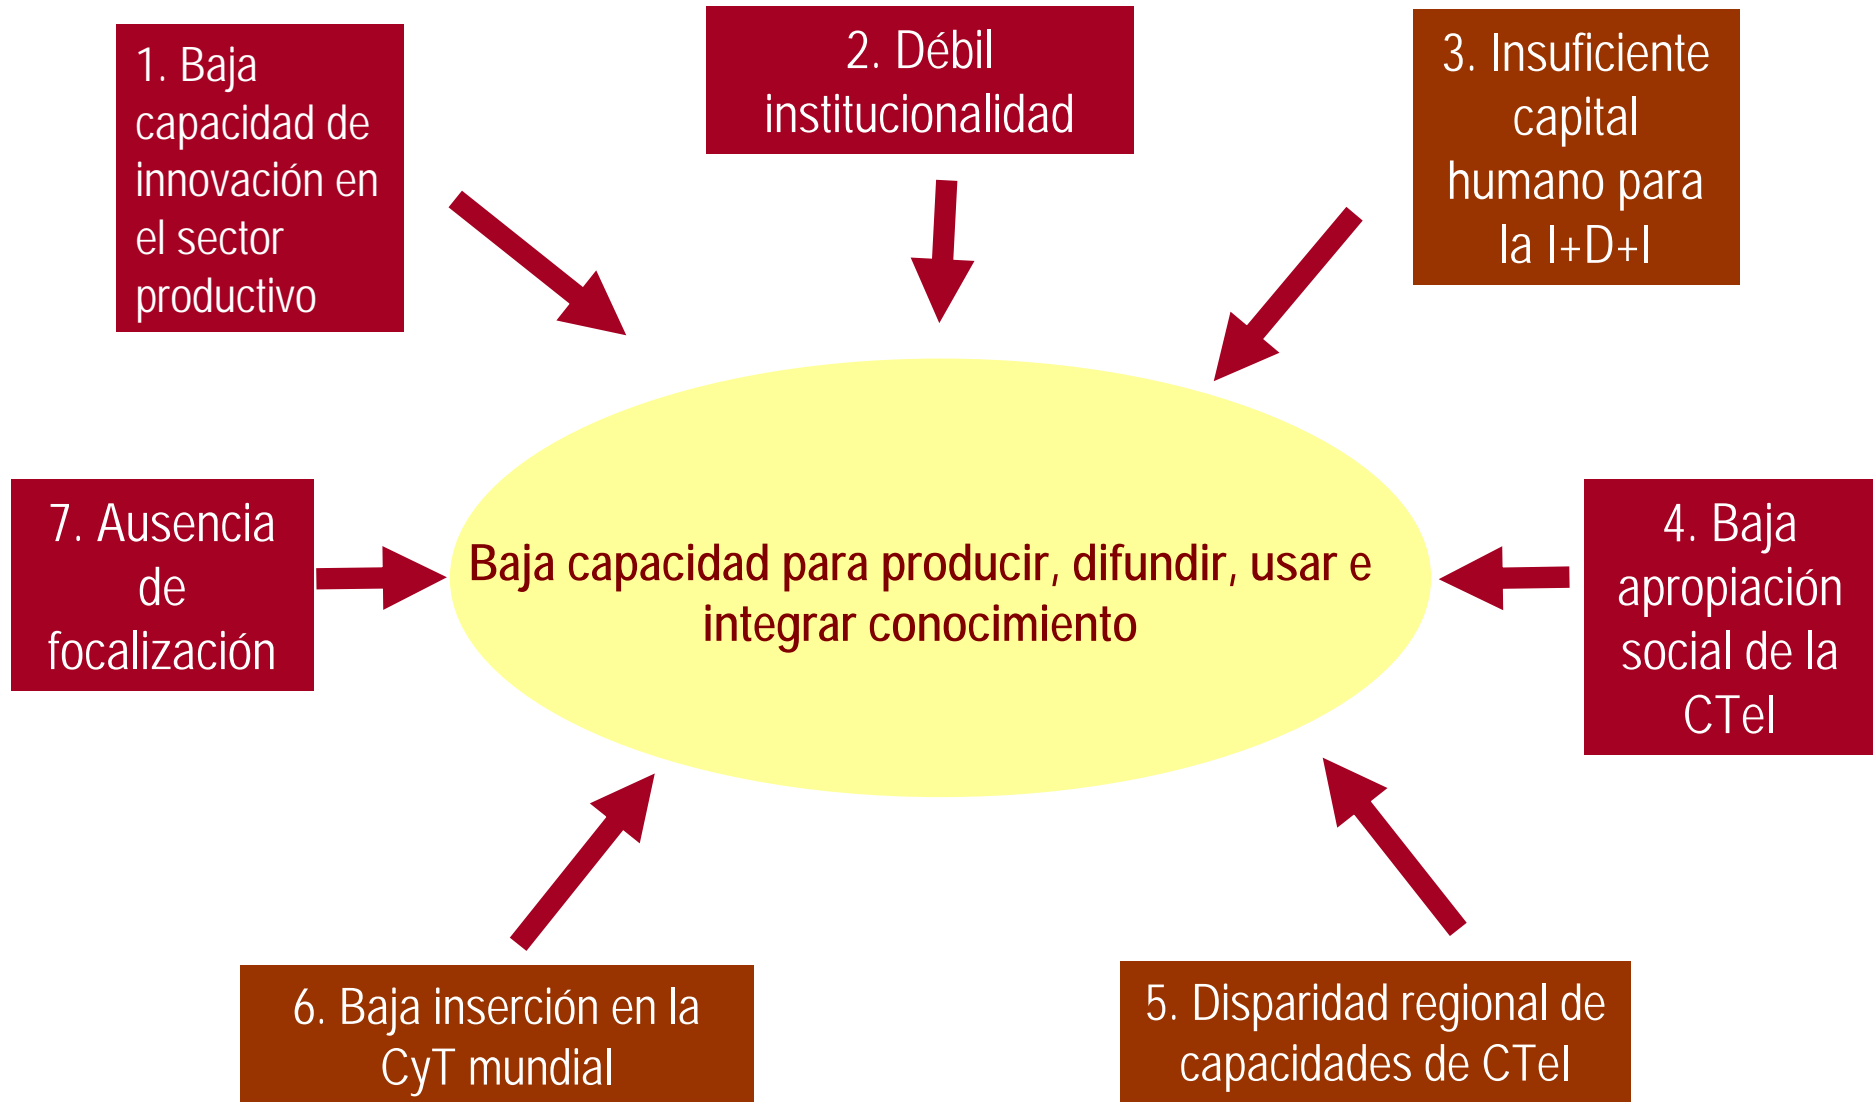 1. Baja
capacidad de
innovación en
el sector
productivo
2. Débil
institucionalidad
3. Insuficiente
capital
humano para
la I+D+I
7. Ausencia
de
focalización
Baja capacidad para producir, difundir, usar e
integrar conocimiento
4. Baja
apropiación
social de la
CTeI
6. Baja inserción en la
CyT mundial
5. Disparidad regional de
capacidades de CTeI